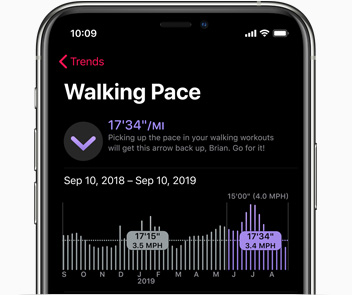 10:09
Trends
Walking Pace
17'34"/MI
Picking up the pace in your walking workouts
will get this arrow back up, Brian. Go for it!
Sep 10, 2018 – Sep 10, 2019
15'00" (4.0 MPH)
17'15" 17'34"
3.5 MPH 3.4 MPH
S O N D J F M A M J J A
2019